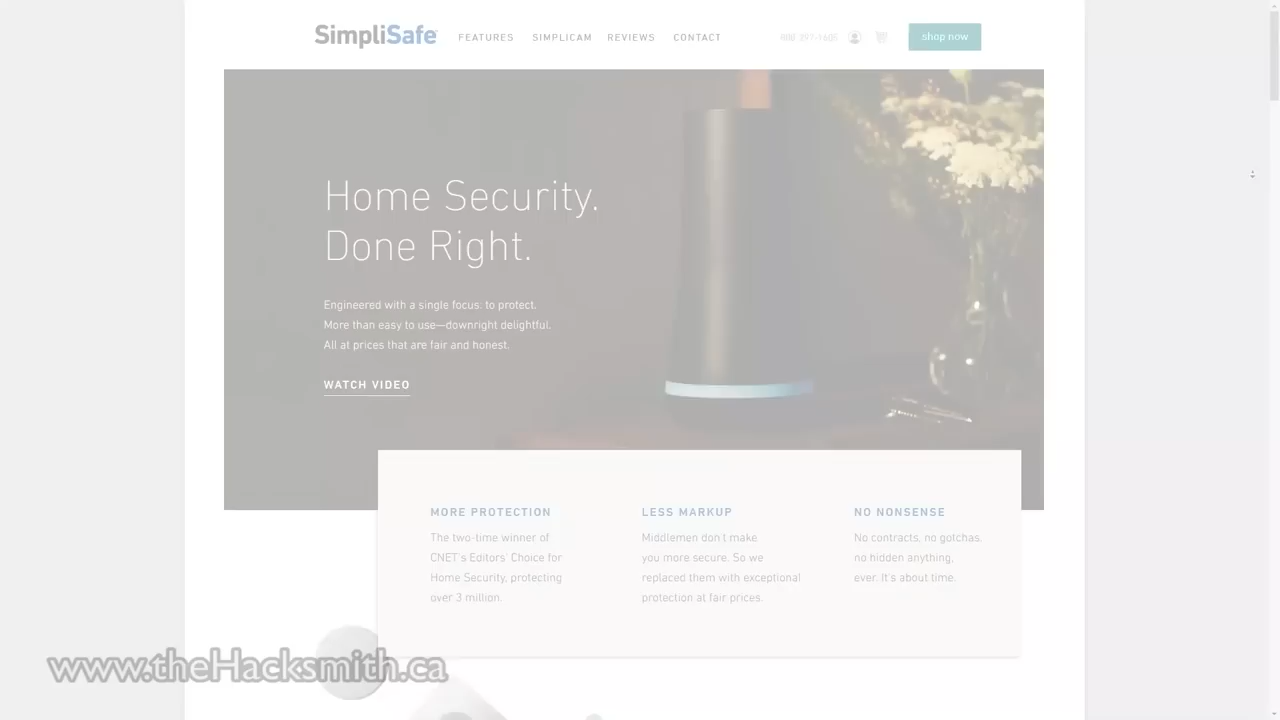 SimpliSafe
FEATURES SIMPLICAM REVIEWS CONTACT
shop now
Home Security.
Done Right.
Engineered with a single focus: to protect.
More than easy to use—downright delightful.
All at prices that are fair and honest.
WATCH VIDEO
MORE PROTECTION
The two-time winner of
CNET's Editors' Choice for
Home Security, protecting
over 3 million.
LESS MARKUP
Middlemen don't make
you more secure. So we
replaced them with exceptional
protection at fair prices.
NO NONSENSE
No contracts, no gotchas,
no hidden anything,
ever. It's about time.
www.theHacksmith.ca